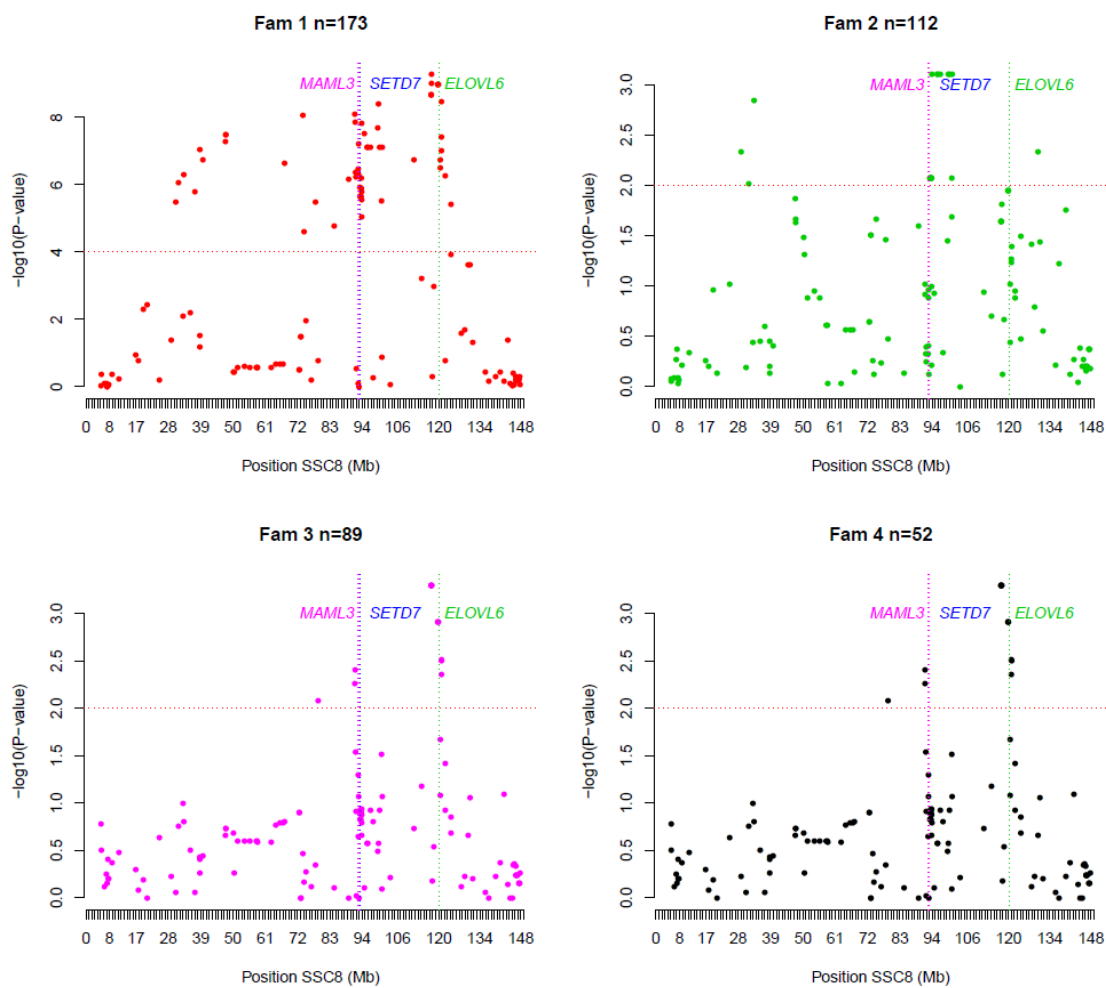 Fam 1 n=173
MAML3 SETD7 ELOVL6
−log10(P−value)
8
6
4
2
0
0 8 17 28 39 50 61 72 83 94 106 120 134 148
Position SSC8 (Mb)
Fam 2 n=112
MAML3 SETD7 ELOVL6
−log10(P−value)
3.0
2.5
2.0
1.5
1.0
0.5
0.0
0 8 17 28 39 50 61 72 83 94 106 120 134 148
Position SSC8 (Mb)
Fam 3 n=89
MAML3 SETD7 ELOVL6
−log10(P−value)
3.0
2.5
2.0
1.5
1.0
0.5
0.0
0 8 17 28 39 50 61 72 83 94 106 120 134 148
Position SSC8 (Mb)
Fam 4 n=52
MAML3 SETD7 ELOVL6
−log10(P−value)
3.0
2.5
2.0
1.5
1.0
0.5
0.0
0 8 17 28 39 50 61 72 83 94 106 120 134 148
Position SSC8 (Mb)